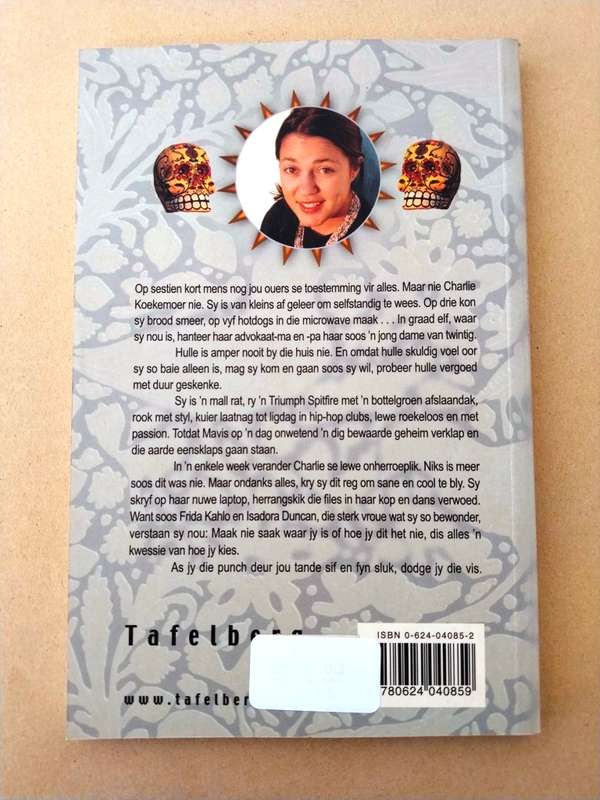 Op sestien kort mens nog jou ouers se toestemming vir alles. Maar nie Charlie
Koekemoer nie. Sy is van kleins af geleer om selfstandig te wees. Op drie kon
sy brood smeer, op vyf hotdogs in die microwave maak . . . In graad elf, waar
sy nou is, hanteer haar advokaat-ma en -pa haar soos 'n jong dame van twintig.
Hulle is amper nooit by die huis nie. En omdat hulle skuldig voel oor
sy so baie alleen is, mag sy kom en gaan soos sy wil, probeer hulle vergoed
met duur geskenke.
Sy is 'n mall rat, ry 'n Triumph Spitfire met 'n bottelgroen afslaandak,
rook met styl, kuier laatnag tot ligdag in hip-hop clubs, lewe roekeloos en met
passion. Totdat Mavis op 'n dag onwetend 'n dig bewaarde geheim verklap en
die aarde eensklaps gaan staan.
In 'n enkele week verander Charlie se lewe onherroeplik. Niks is meer
soos dit was nie. Maar ondanks alles, kry sy dit reg om sane en cool te bly. Sy
skryf op haar nuwe laptop, herrangskik die files in haar kop en dans verwoed.
Want soos Frida Kahlo en Isadora Duncan, die sterk vroue wat sy so bewonder,
verstaan sy nou: Maak nie saak waar jy is of hoe jy dit het nie, dis alles 'n
kwessie van hoe jy kies.
As jy die punch deur jou tande sif en fyn sluk, dodge jy die vis.
Tafelberg
ISBN 0-624-04085-2
www.tafelber
780624 040859